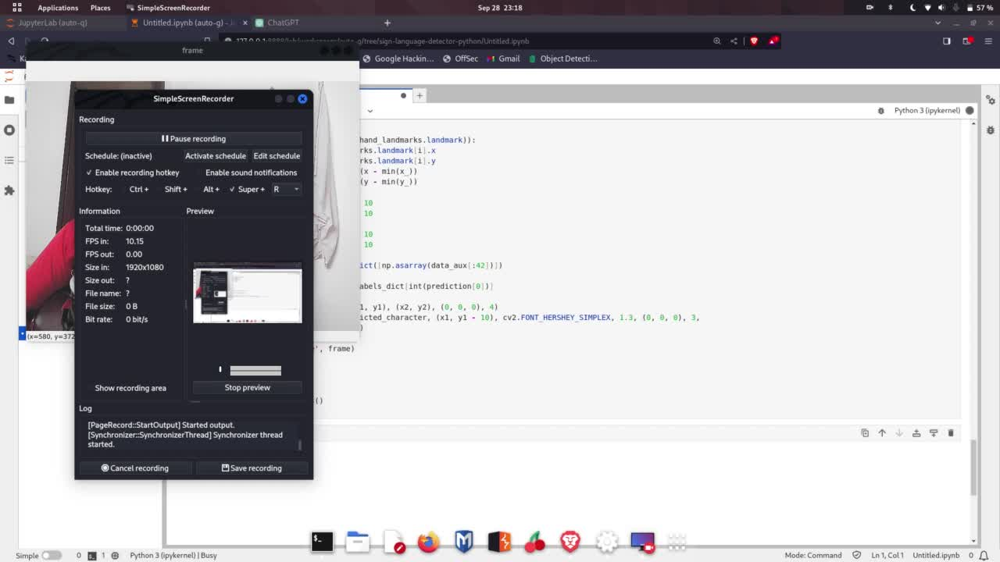 Applications Places SimpleScreenRecorder Sep 28 23:18 57 %
JupyterLab (auto-q) Untitled.ipynb (auto-g) - J ChatGPT
127.0.0.1:8888/lab/workspaces/auto-g/tree/sign-language-detector-python/Untitled.ipynb
Google Hackin... OffSec Gmail Object Detecti...
frame
SimpleScreenRecorder
Recording
Pause recording
Schedule: (inactive) Activate schedule Edit schedule
Enable recording hotkey Enable sound notifications
Hotkey: Ctrl + Shift + Alt + Super + R
Information Preview
Total time: 0:00:00
FPS in: 10.15
FPS out: 0.00
Size in: 1920x1080
Size out: ?
File name: ?
File size: 0 B
Bit rate: 0 bit/s
Show recording area Stop preview
Log
[PageRecord::StartOutput] Started output.
[Synchronizer::SynchronizerThread] Synchronizer thread
started.
Cancel recording Save recording
(x=580, y=372
Python 3 (ipykernel)
hand_landmarks.landmark)):
rks.landmark[i].x
rks.landmark[i].y
(x - min(x_))
(y - min(y_))
10
10
10
10
ict([np.asarray(data_aux[:42])])
abels_dict[int(prediction[0])]
1, y1), (x2, y2), (0, 0, 0), 4)
icted_character, (x1, y1 - 10), cv2.FONT_HERSHEY_SIMPLEX, 1.3, (0, 0, 0), 3,
)
', frame)
()
Simple 0 1 Python 3 (ipykernel) | Busy Mode: Command Ln 1, Col 1 Untitled.ipynb 0